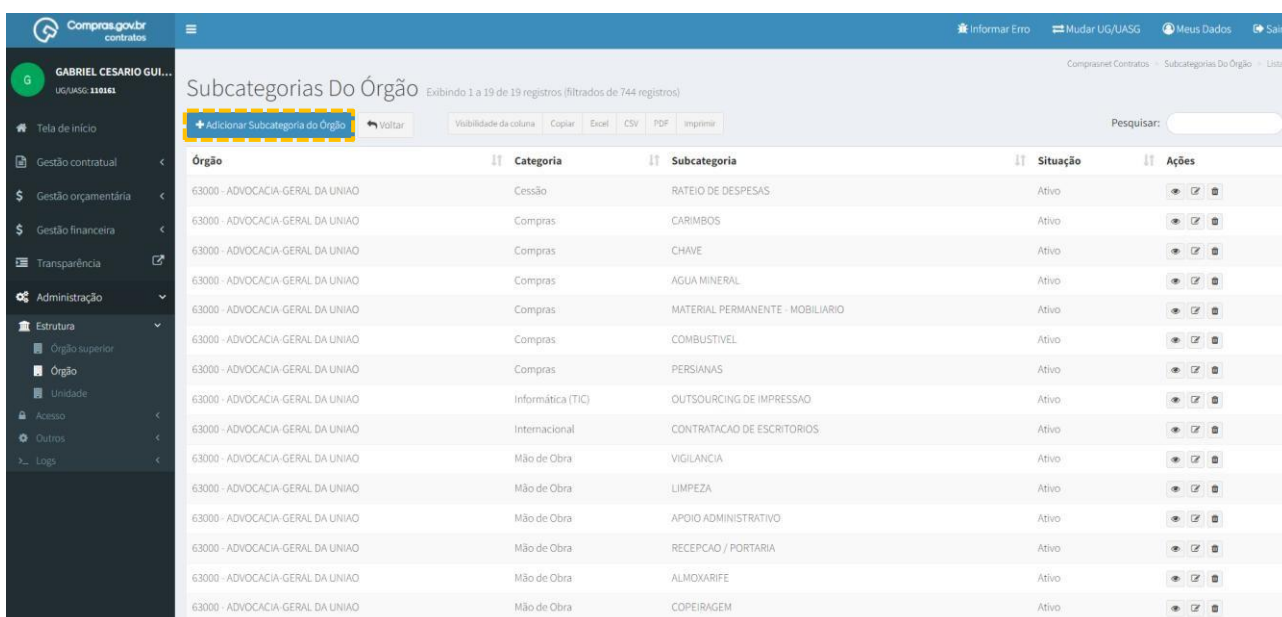 Compras.gov.br
contratos
Informar Erro Mudar UG/UASG Meus Dados Sair
G
GABRIEL CESARIO GUI...
UG/UASG: 110161
Comprasnet Contratos Subcategorias Do Órgão Lista
Subcategorias Do Órgão Exibindo 1 a 19 de 19 registros (filtrados de 744 registros)
+ Adicionar Subcategoria do Órgão Voltar Visibilidade da coluna Copiar Excel CSV PDF Imprimir Pesquisar:
Tela de início
Gestão contratual
Gestão orçamentária
Gestão financeira
Transparência
Administração
Estrutura
Órgão superior
Órgão
Unidade
Acesso
Outros
Logs
Órgão Categoria Subcategoria Situação Ações
63000 - ADVOCACIA-GERAL DA UNIAO Cessão RATEIO DE DESPESAS Ativo
63000 - ADVOCACIA-GERAL DA UNIAO Compras CARIMBOS Ativo
63000 - ADVOCACIA-GERAL DA UNIAO Compras CHAVE Ativo
63000 - ADVOCACIA-GERAL DA UNIAO Compras AGUA MINERAL Ativo
63000 - ADVOCACIA-GERAL DA UNIAO Compras MATERIAL PERMANENTE - MOBILIARIO Ativo
63000 - ADVOCACIA-GERAL DA UNIAO Compras COMBUSTIVEL Ativo
63000 - ADVOCACIA-GERAL DA UNIAO Compras PERSIANAS Ativo
63000 - ADVOCACIA-GERAL DA UNIAO Informática (TIC) OUTSOURCING DE IMPRESSAO Ativo
63000 - ADVOCACIA-GERAL DA UNIAO Internacional CONTRATACAO DE ESCRITORIOS Ativo
63000 - ADVOCACIA-GERAL DA UNIAO Mão de Obra VIGILANCIA Ativo
63000 - ADVOCACIA-GERAL DA UNIAO Mão de Obra LIMPEZA Ativo
63000 - ADVOCACIA-GERAL DA UNIAO Mão de Obra APOIO ADMINISTRATIVO Ativo
63000 - ADVOCACIA-GERAL DA UNIAO Mão de Obra RECEPCAO / PORTARIA Ativo
63000 - ADVOCACIA-GERAL DA UNIAO Mão de Obra ALMOXARIFE Ativo
63000 - ADVOCACIA-GERAL DA UNIAO Mão de Obra COPEIRAGEM Ativo